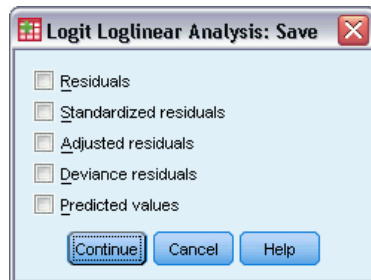 Logit Loglinear Analysis: Save
Residuals
Standardized residuals
Adjusted residuals
Deviance residuals
Predicted values
Continue Cancel Help